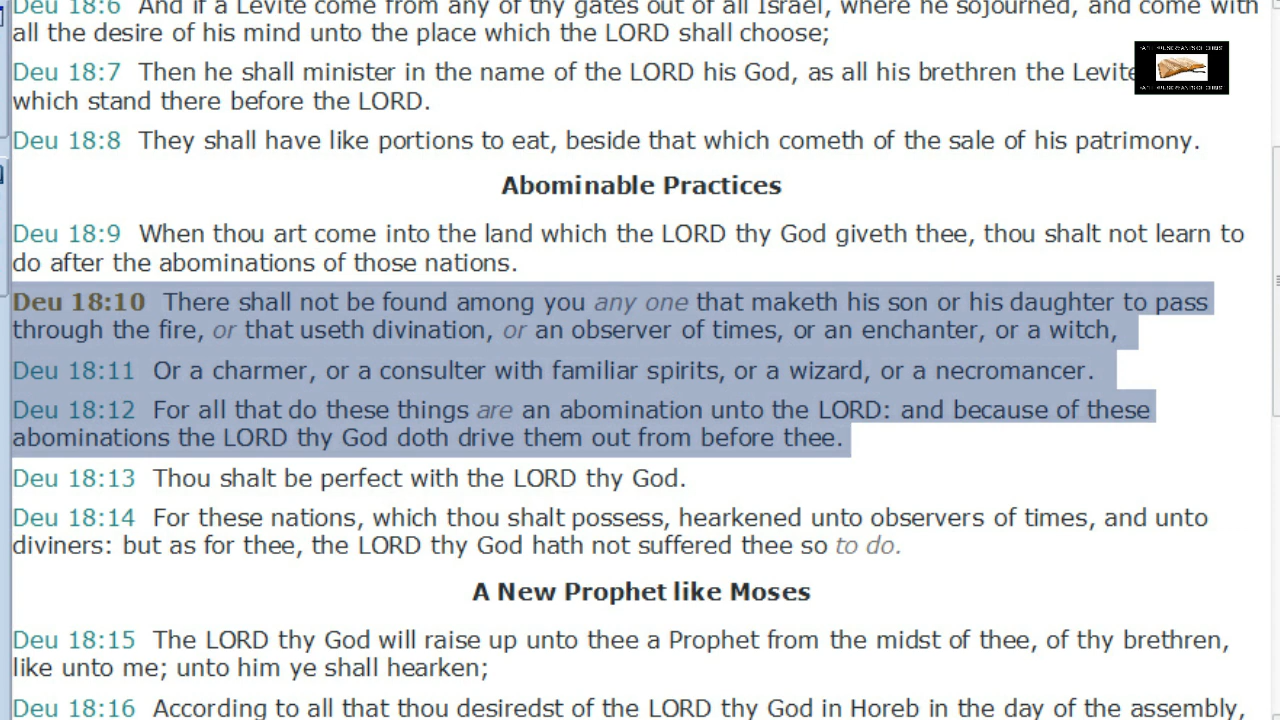 Deu 18:6 And if a Levite come from any of thy gates out of all Israel, where he sojourned, and come with
all the desire of his mind unto the place which the LORD shall choose;
Deu 18:7 Then he shall minister in the name of the LORD his God, as all his brethren the Levite
which stand there before the LORD.
Deu 18:8 They shall have like portions to eat, beside that which cometh of the sale of his patrimony.
Abominable Practices
Deu 18:9 When thou art come into the land which the LORD thy God giveth thee, thou shalt not learn to
do after the abominations of those nations.
Deu 18:10 There shall not be found among you any one that maketh his son or his daughter to pass
through the fire, or that useth divination, or an observer of times, or an enchanter, or a witch,
Deu 18:11 Or a charmer, or a consulter with familiar spirits, or a wizard, or a necromancer.
Deu 18:12 For all that do these things are an abomination unto the LORD: and because of these
abominations the LORD thy God doth drive them out from before thee.
Deu 18:13 Thou shalt be perfect with the LORD thy God.
Deu 18:14 For these nations, which thou shalt possess, hearkened unto observers of times, and unto
diviners: but as for thee, the LORD thy God hath not suffered thee so to do.
A New Prophet like Moses
Deu 18:15 The LORD thy God will raise up unto thee a Prophet from the midst of thee, of thy brethren,
like unto me; unto him ye shall hearken;
Deu 18:16 According to all that thou desiredst of the LORD thy God in Horeb in the day of the assembly,